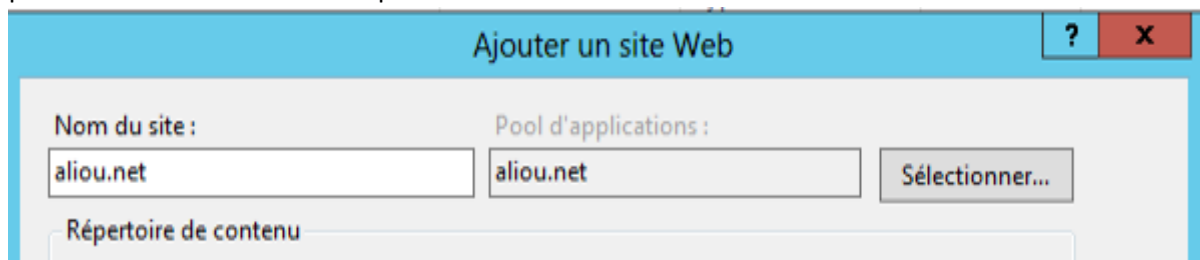 Ajouter un site Web
?
x
Nom du site :
Pool d'applications :
aliou.net
aliou.net
Sélectionner...
Répertoire de contenu